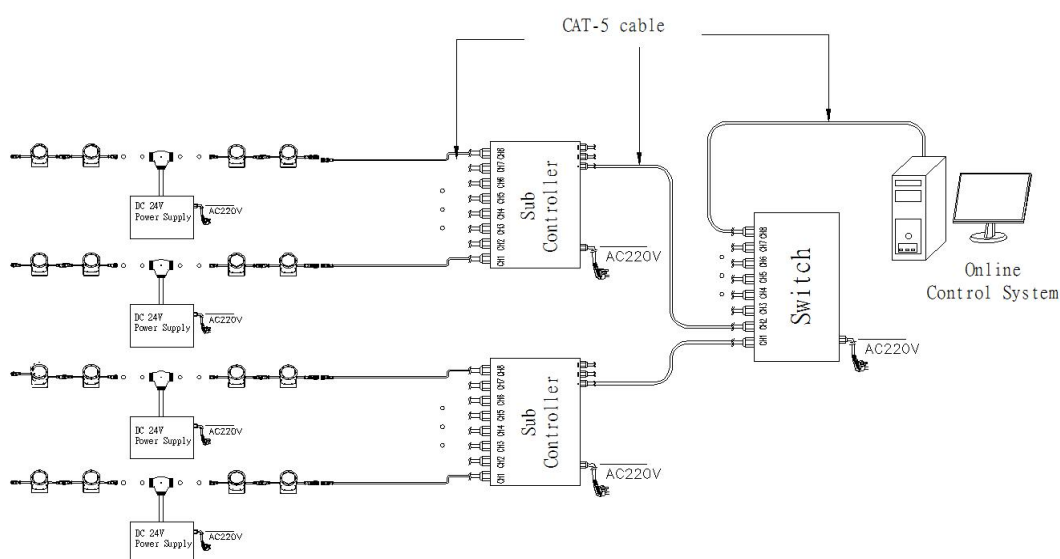 CAT-5 cable
DC 24V
Power Supply
AC220V
CH8
CH7
CH6
CH5
CH4
CH3
CH2
CH1
Sub
Controller
AC220V
DC 24V
Power Supply
AC220V
CH8
CH7
CH6
CH5
CH4
CH3
CH2
CH1
Switch
AC220V
Online
Control System
DC 24V
Power Supply
AC220V
CH8
CH7
CH6
CH5
CH4
CH3
CH2
CH1
Sub
Controller
AC220V
DC 24V
Power Supply
AC220V